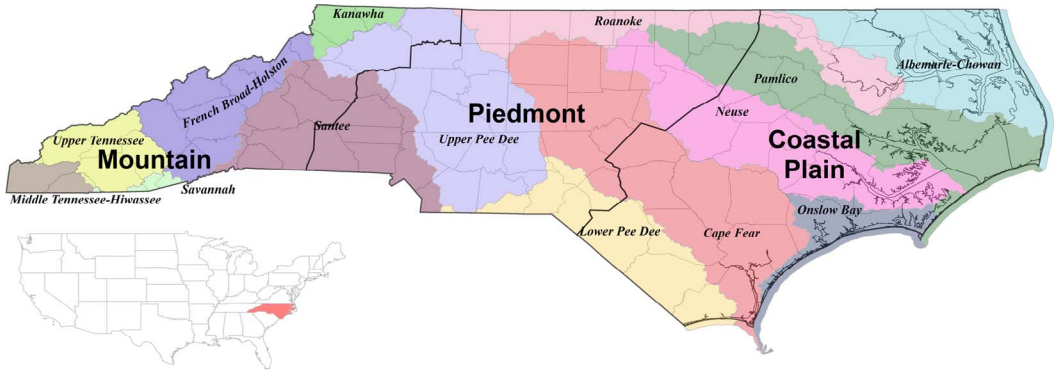 Kanawha
Roanoke
Albemarle-Chowan
French Broad-Holston
Pamlico
Piedmont
Neuse
Santee
Upper Tennessee
Upper Pee Dee
Coastal
Plain
Mountain
Savannah
Middle Tennessee-Hiwassee
Onslow Bay
Lower Pee Dee
Cape Fear